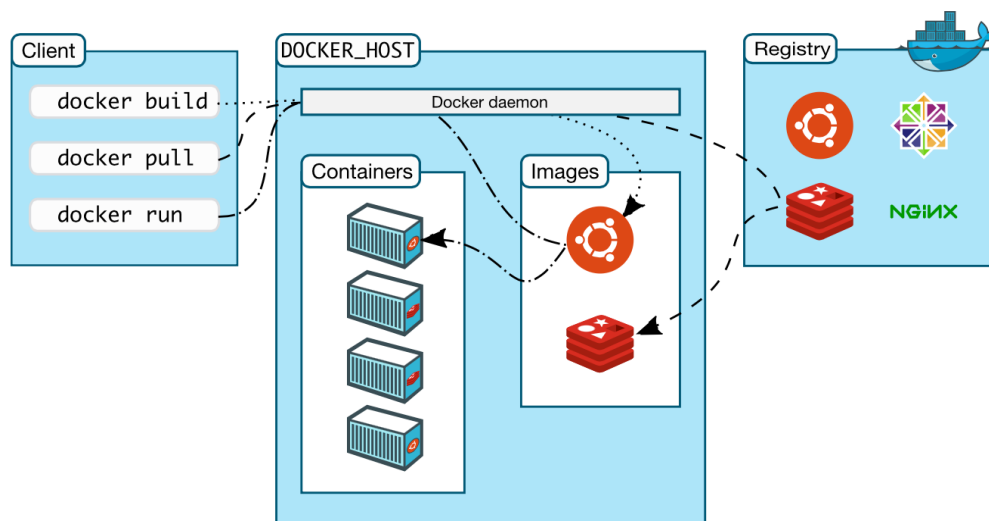 Client
docker build
docker pull
docker run
DOCKER_HOST
Docker daemon
Containers
Images
Registry
NGiNX